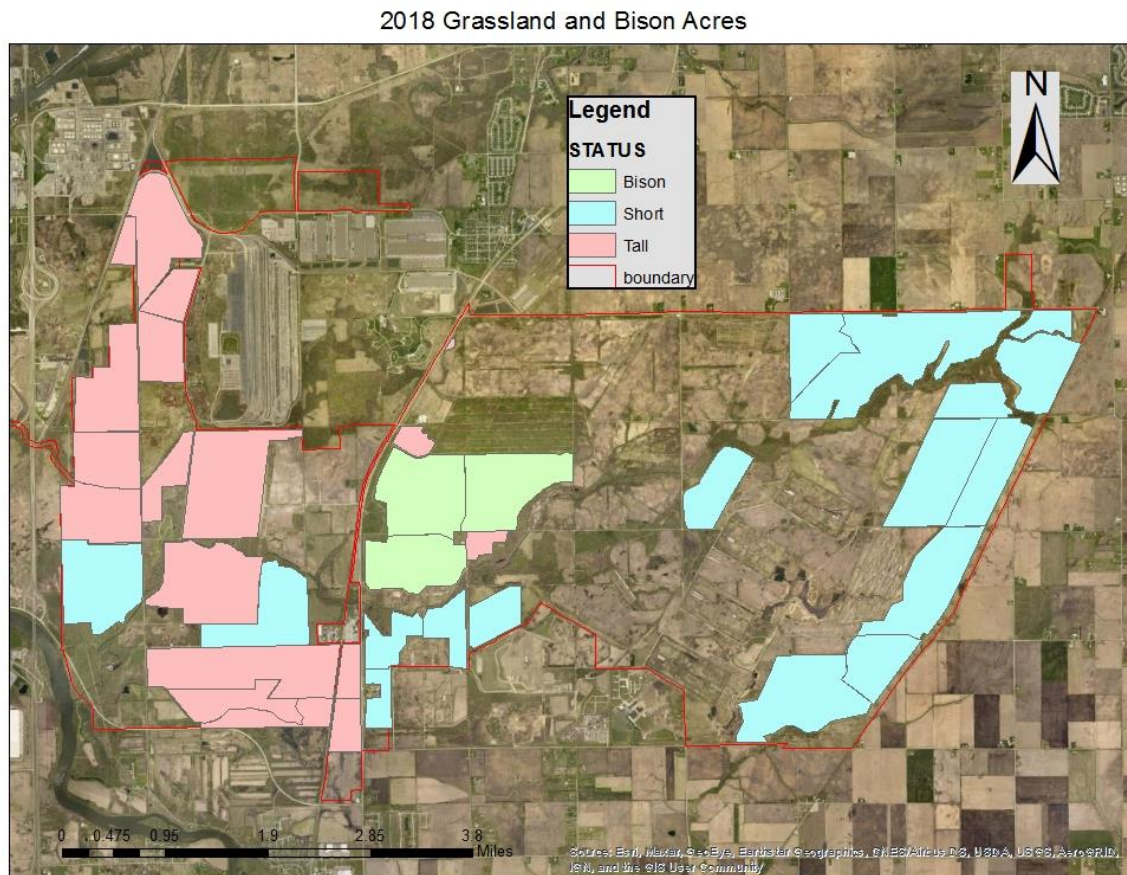 2018 Grassland and Bison Acres
N
Legend
STATUS
Bison
Short
Tall
boundary
0 0.475 0.95 1.9 2.85 3.8
Miles
Source: Esri, Maxar, GeoEye, Earthstar Geographics, CNES/Airbus DS, USDA, USGS, AeroGRID,
IGN, and the GIS User Community